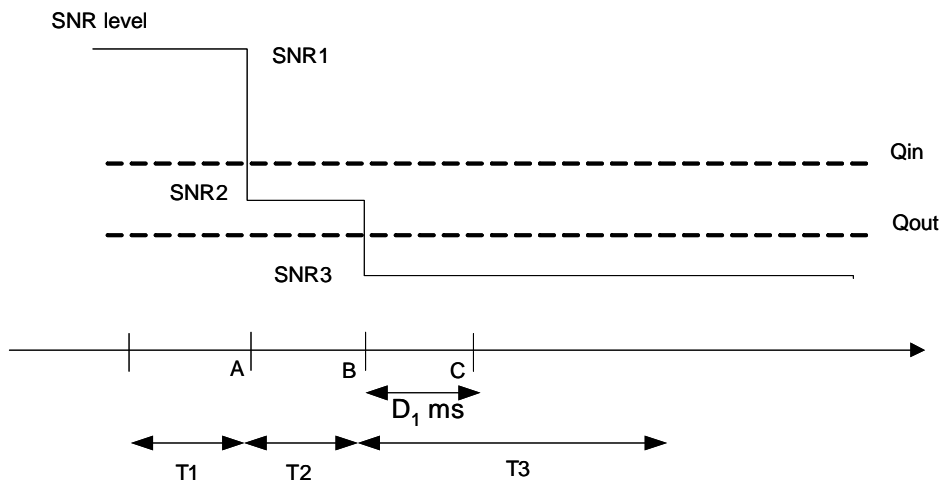 SNR level
SNR1
Qin
SNR2
Qout
SNR3
A
B
C
D₁ ms
T1
T2
T3